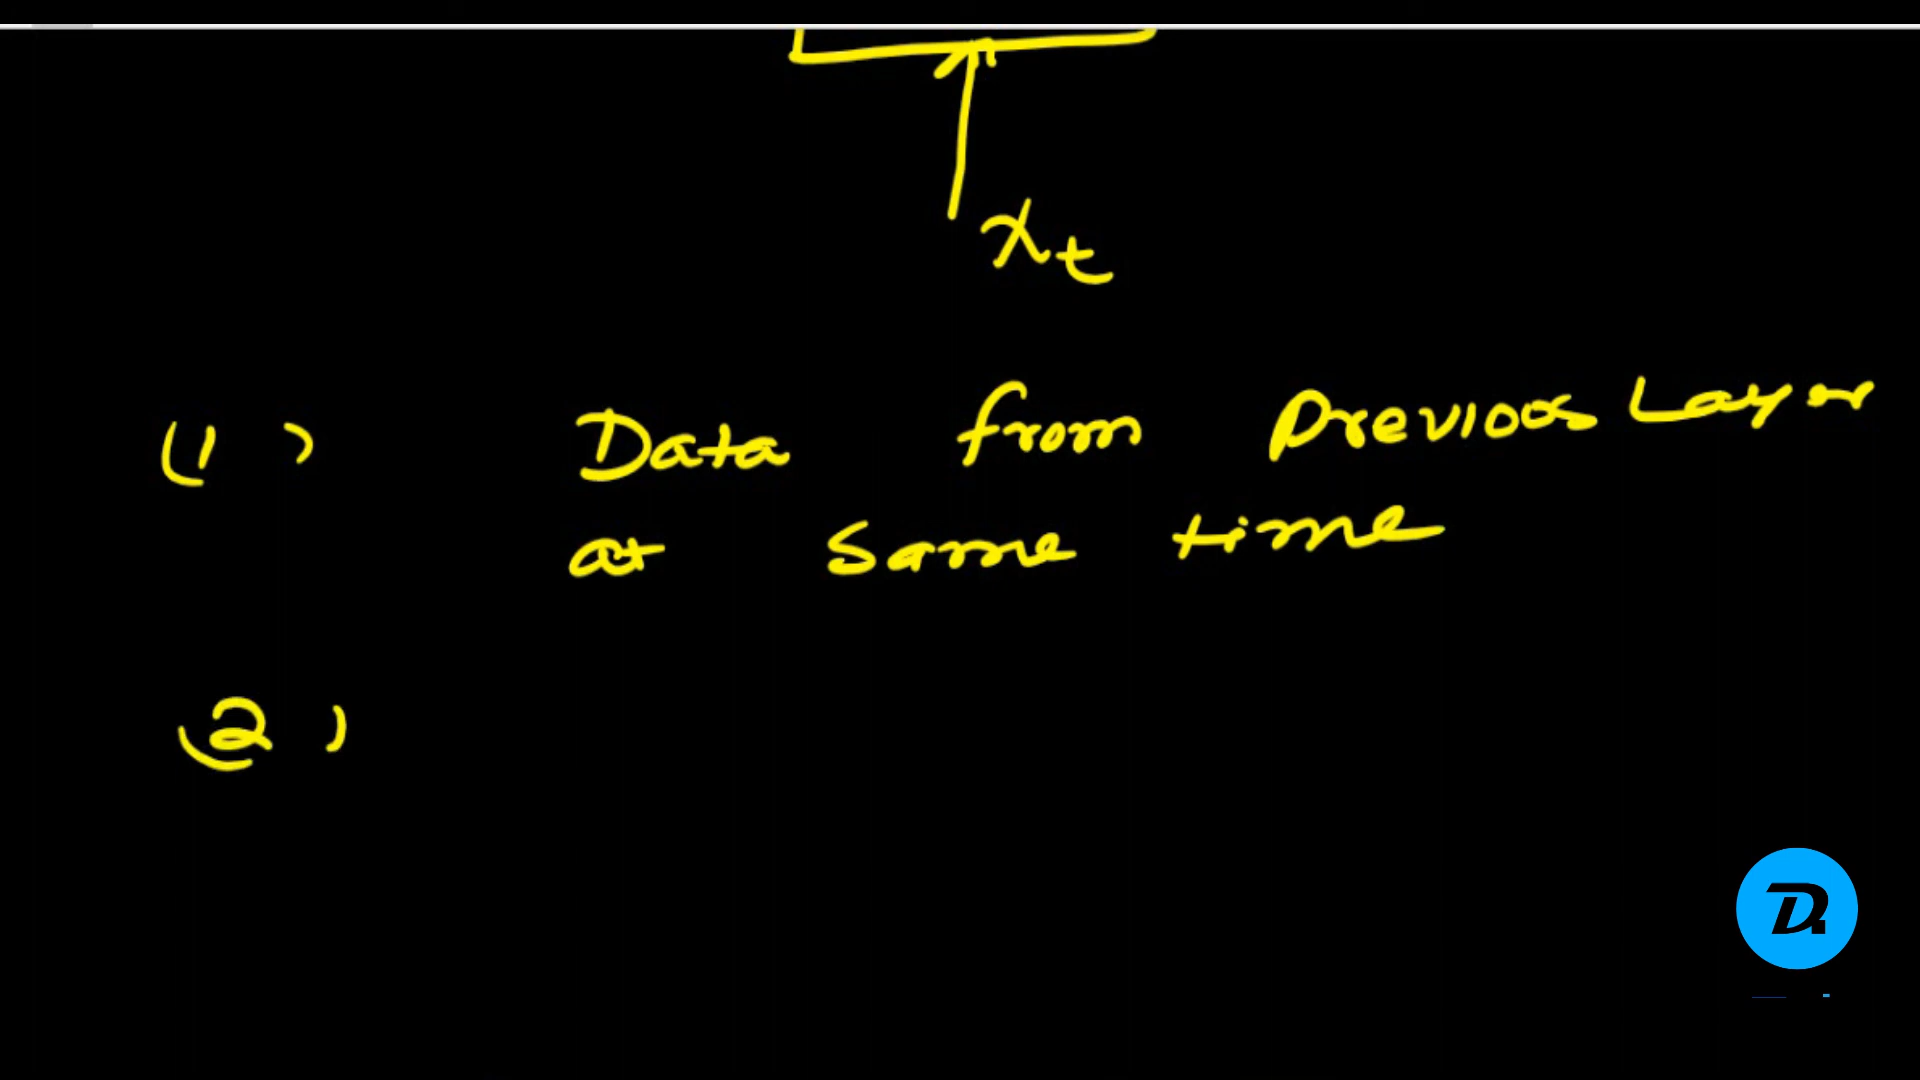 xt
(1) Data from previous Layer
at same time
(2)